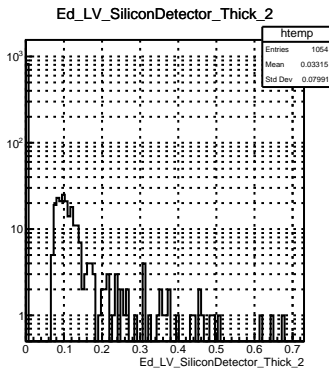 Ed_LV_SiliconDetector_Thick_2
htemp
Entries 1054
Mean 0.03315
Std Dev 0.07991
10³
10²
10
1
0 0.1 0.2 0.3 0.4 0.5 0.6 0.7
Ed_LV_SiliconDetector_Thick_2